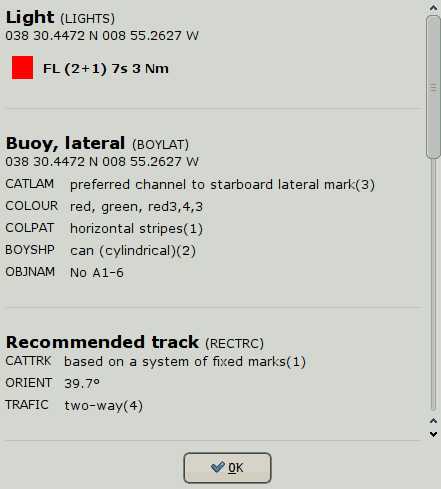 Light (LIGHTS)
038 30.4472 N 008 55.2627 W
FL (2+1) 7s 3 Nm
Buoy, lateral (BOYLAT)
038 30.4472 N 008 55.2627 W
CATLAM preferred channel to starboard lateral mark(3)
COLOUR red, green, red3,4,3
COLPAT horizontal stripes(1)
BOYSHP can (cylindrical)(2)
OBJNAM No A1-6
Recommended track (RECTRC)
CATTRK based on a system of fixed marks(1)
ORIENT 39.7º
TRAFIC two-way(4)
OK